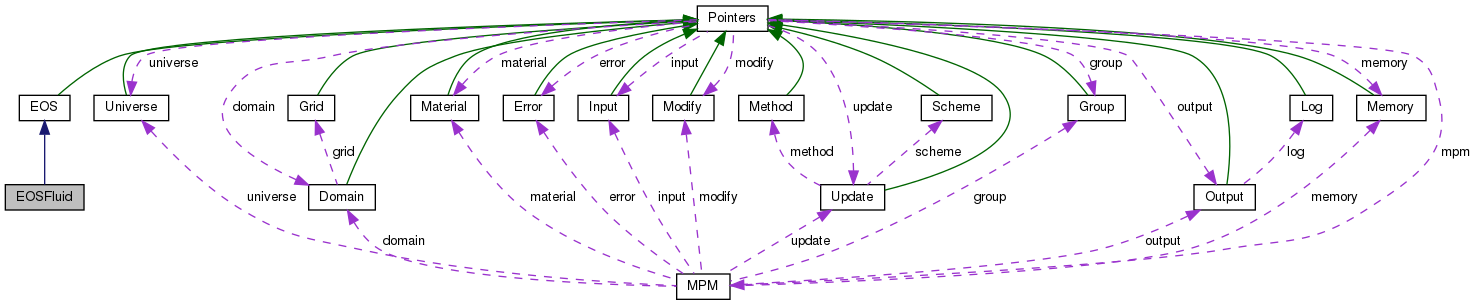 Pointers
universe
material
error
input
modify
group
memory
EOS
Universe
domain
Grid
Material
Error
Input
Modify
Method
update
Scheme
Group
output
Log
Memory
grid
method
scheme
log
mpm
EOSFluid
universe
Domain
material
error
input
modify
Update
group
Output
memory
domain
update
output
MPM